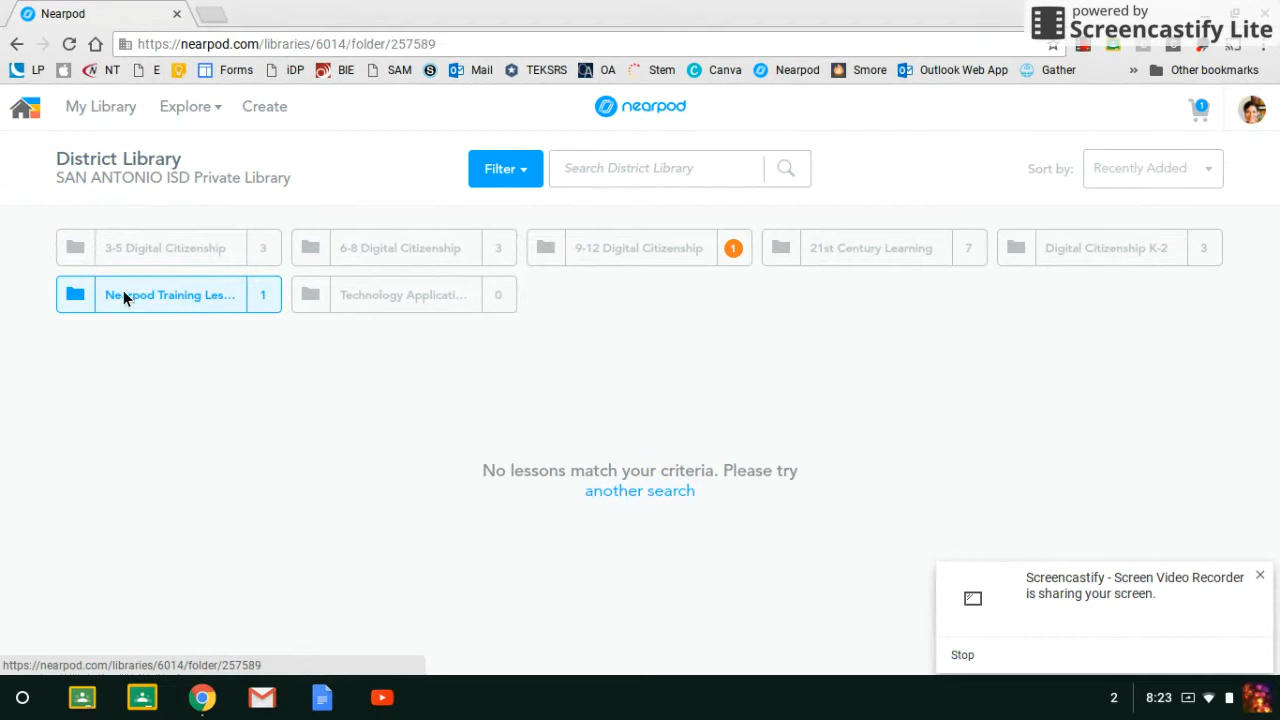 Nearpod
powered by
Screencastify Lite
https://nearpod.com/libraries/6014/folder/257589
LP NT E Forms iDP BIE SAM Mail TEKSRS OA Stem Canva Nearpod Smore Outlook Web App Gather » Other bookmarks
My Library Explore Create nearpod 1
District Library
SAN ANTONIO ISD Private Library
Filter Search District Library Sort by: Recently Added
3-5 Digital Citizenship 3 6-8 Digital Citizenship 3 9-12 Digital Citizenship 1 21st Century Learning 7 Digital Citizenship K-2 3
Nearpod Training Les... 1 Technology Applicati... 0
No lessons match your criteria. Please try
another search
Screencastify - Screen Video Recorder
is sharing your screen.
Stop
https://nearpod.com/libraries/6014/folder/257589
2 8:23